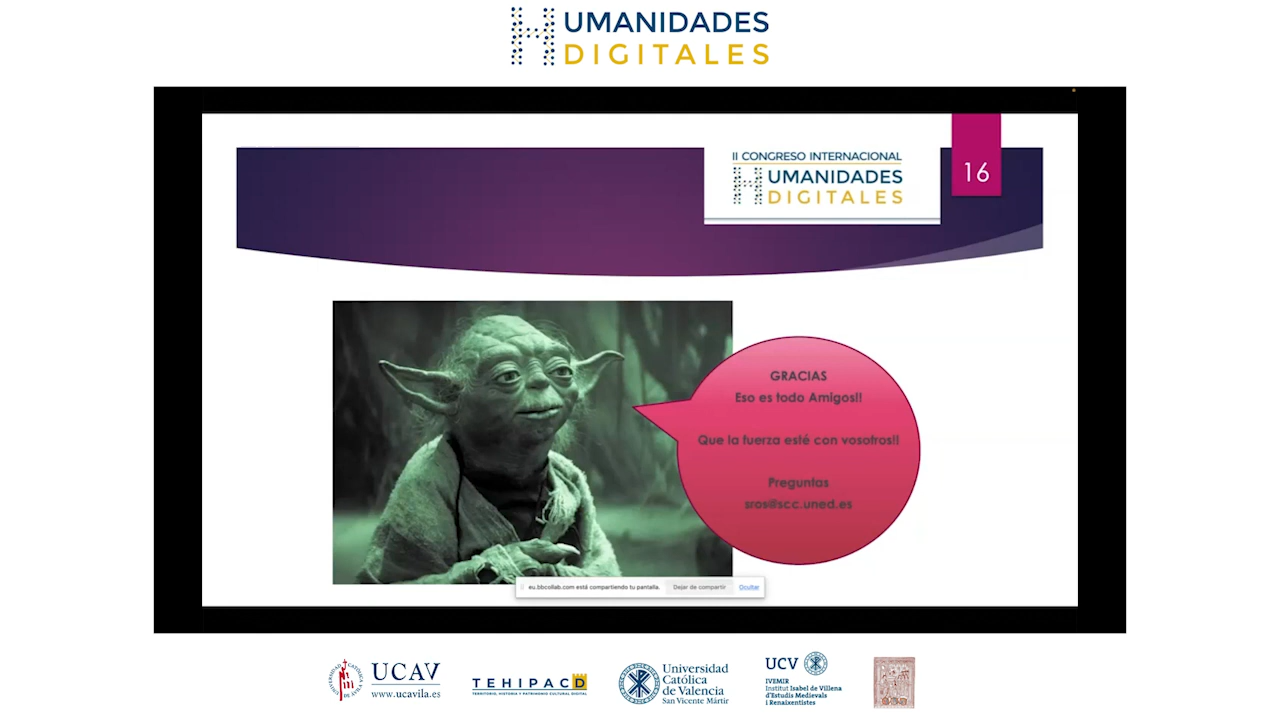 HUMANIDADES
DIGITALES
II CONGRESO INTERNACIONAL
HUMANIDADES
DIGITALES
16
GRACIAS
Eso es todo Amigos!!
Que la fuerza esté con vosotros!!
Preguntas
sros@scc.uned.es
eu.bbcollab.com está compartiendo tu pantalla.
Dejar de compartir
Ocultar
UCAV
www.ucavila.es
TEHIPACD
TERRITORIO, HISTORIA Y PATRIMONIO CULTURAL DIGITAL
Universidad
Católica
de Valencia
San Vicente Mártir
UCV
IVEMIR
Institut Isabel de Villena
d'Estudis Medievals
i Renaixentistes